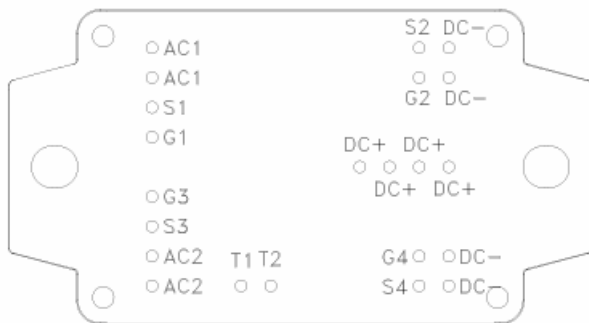 S2 DC-
AC1
AC1
G2 DC-
S1
G1
DC+ DC+
DC+ DC+
G3
S3
AC2 G4 DC-
T1 T2
AC2 S4 DC-